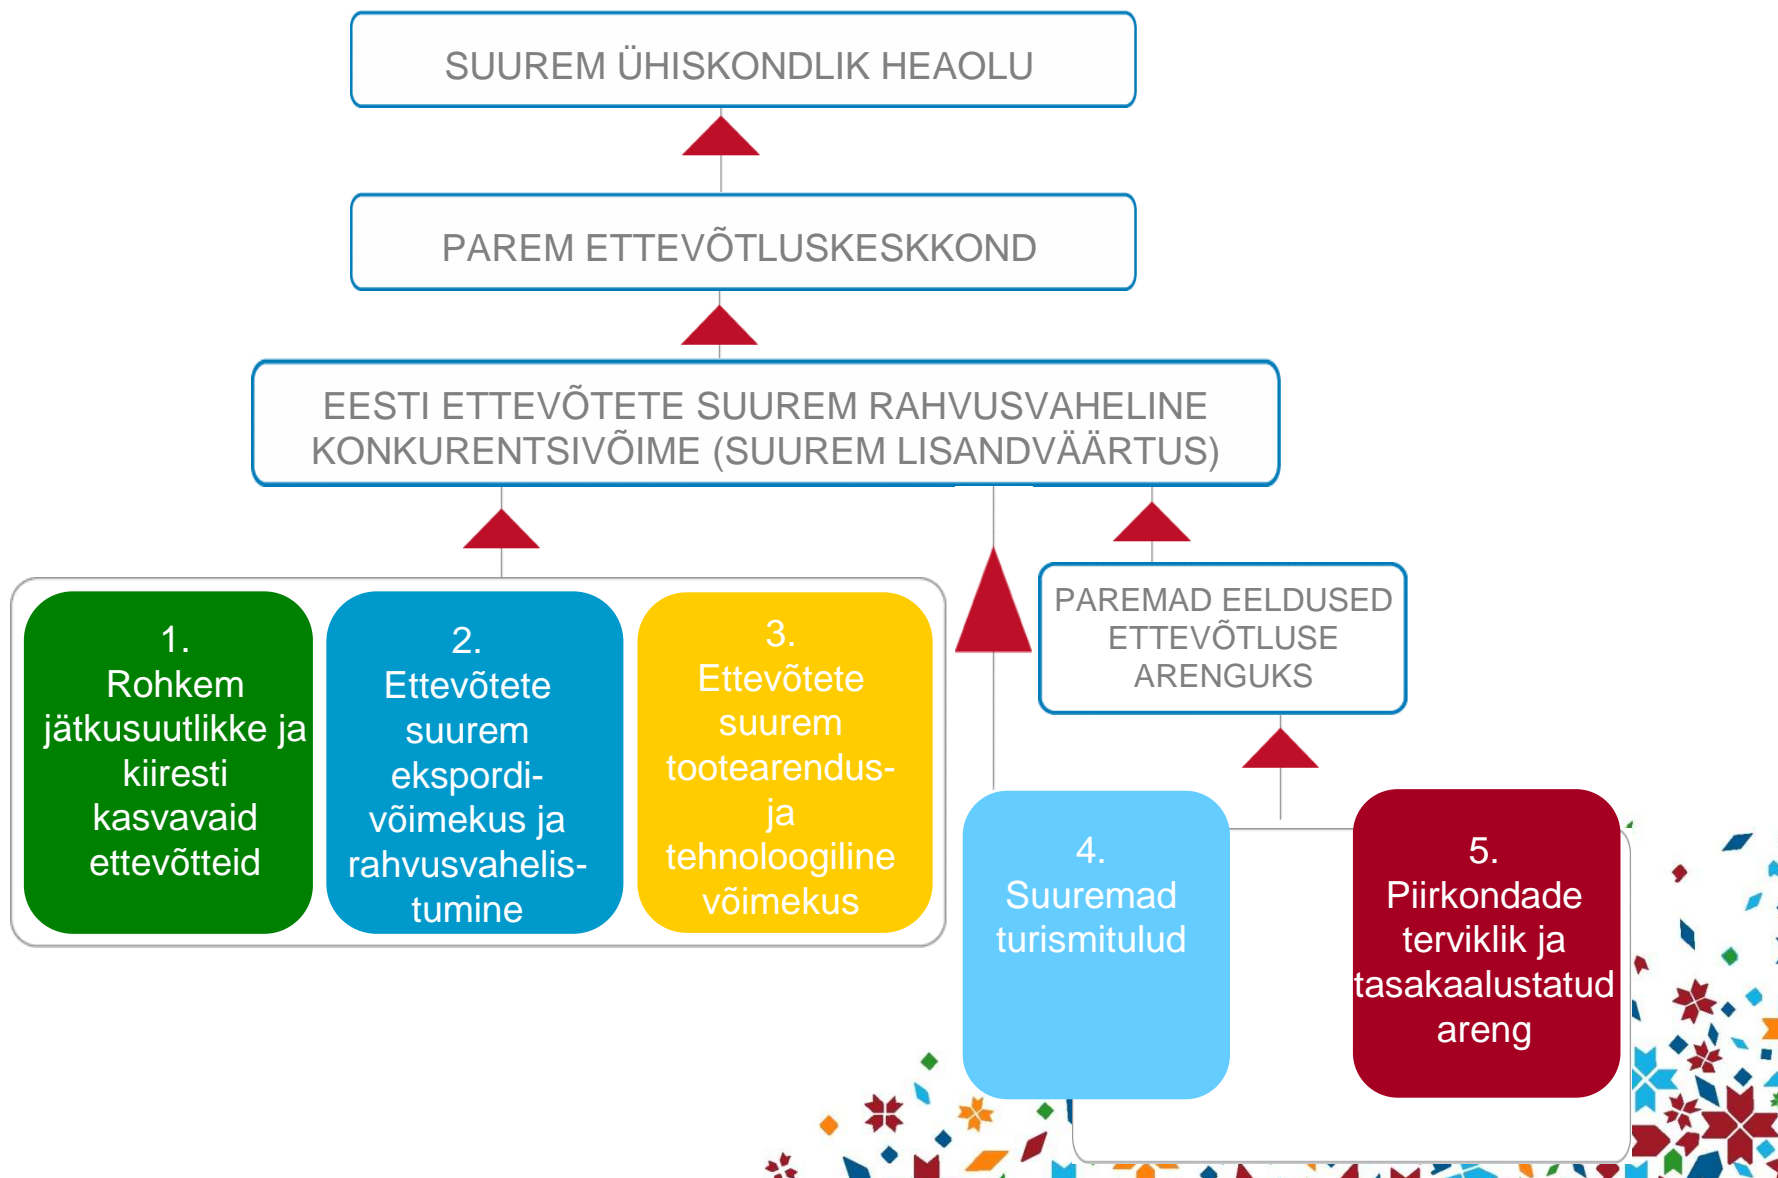 SUUREM ÜHISKONDLIK HEAOLU
PAREM ETTEVÕTLUSKESKKOND
EESTI ETTEVÕTETE SUUREM RAHVUSVAHELINE
KONKURENTSIVÕIME (SUUREM LISANDVÄÄRTUS)
1.
Rohkem
jätkusuutlikke ja
kiiresti
kasvavaid
ettevõtteid
2.
Ettevõtete
suurem
ekspordi-
võimekus ja
rahvusvahelis-
tumine
3.
Ettevõtete
suurem
tootearendus-
ja
tehnoloogiline
võimekus
PAREMAD EELDUSED
ETTEVÕTLUSE
ARENGUKS
4.
Suuremad
turismitulud
5.
Piirkondade
terviklik ja
tasakaalustatud
areng